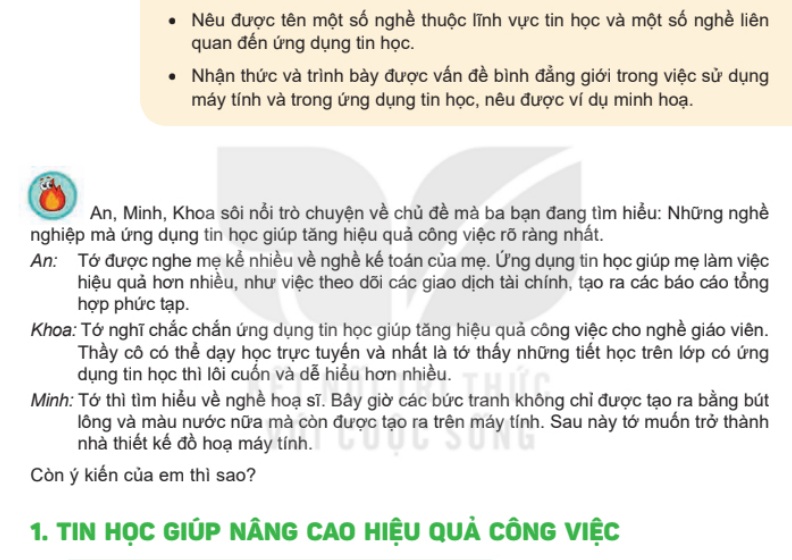 • Nêu được tên một số nghề thuộc lĩnh vực tin học và một số nghề liên
quan đến ứng dụng tin học.
• Nhận thức và trình bày được vấn đề bình đẳng giới trong việc sử dụng
máy tính và trong ứng dụng tin học, nêu được ví dụ minh hoạ.
An, Minh, Khoa sôi nổi trò chuyện về chủ đề mà ba bạn đang tìm hiểu: Những nghề
nghiệp mà ứng dụng tin học giúp tăng hiệu quả công việc rõ ràng nhất.
An: Tớ được nghe mẹ kể nhiều về nghề kế toán của mẹ. Ứng dụng tin học giúp mẹ làm việc
hiệu quả hơn nhiều, như việc theo dõi các giao dịch tài chính, tạo ra các báo cáo tổng
hợp phức tạp.
Khoa: Tớ nghĩ chắc chắn ứng dụng tin học giúp tăng hiệu quả công việc cho nghề giáo viên.
Thầy cô có thể dạy học trực tuyến và nhất là tớ thấy những tiết học trên lớp có ứng
dụng tin học thì lôi cuốn và dễ hiểu hơn nhiều.
KẾT NỐI TRI THỨC
Minh: Tớ thì tìm hiểu về nghề hoạ sĩ. Bây giờ các bức tranh không chỉ được tạo ra bằng bút
lông và màu nước nữa mà còn được tạo ra trên máy tính. Sau này tớ muốn trở thành
nhà thiết kế đồ hoạ máy tính.
VỚI CUỘC SỐNG
Còn ý kiến của em thì sao?
1. TIN HỌC GIÚP NÂNG CAO HIỆU QUẢ CÔNG VIỆC